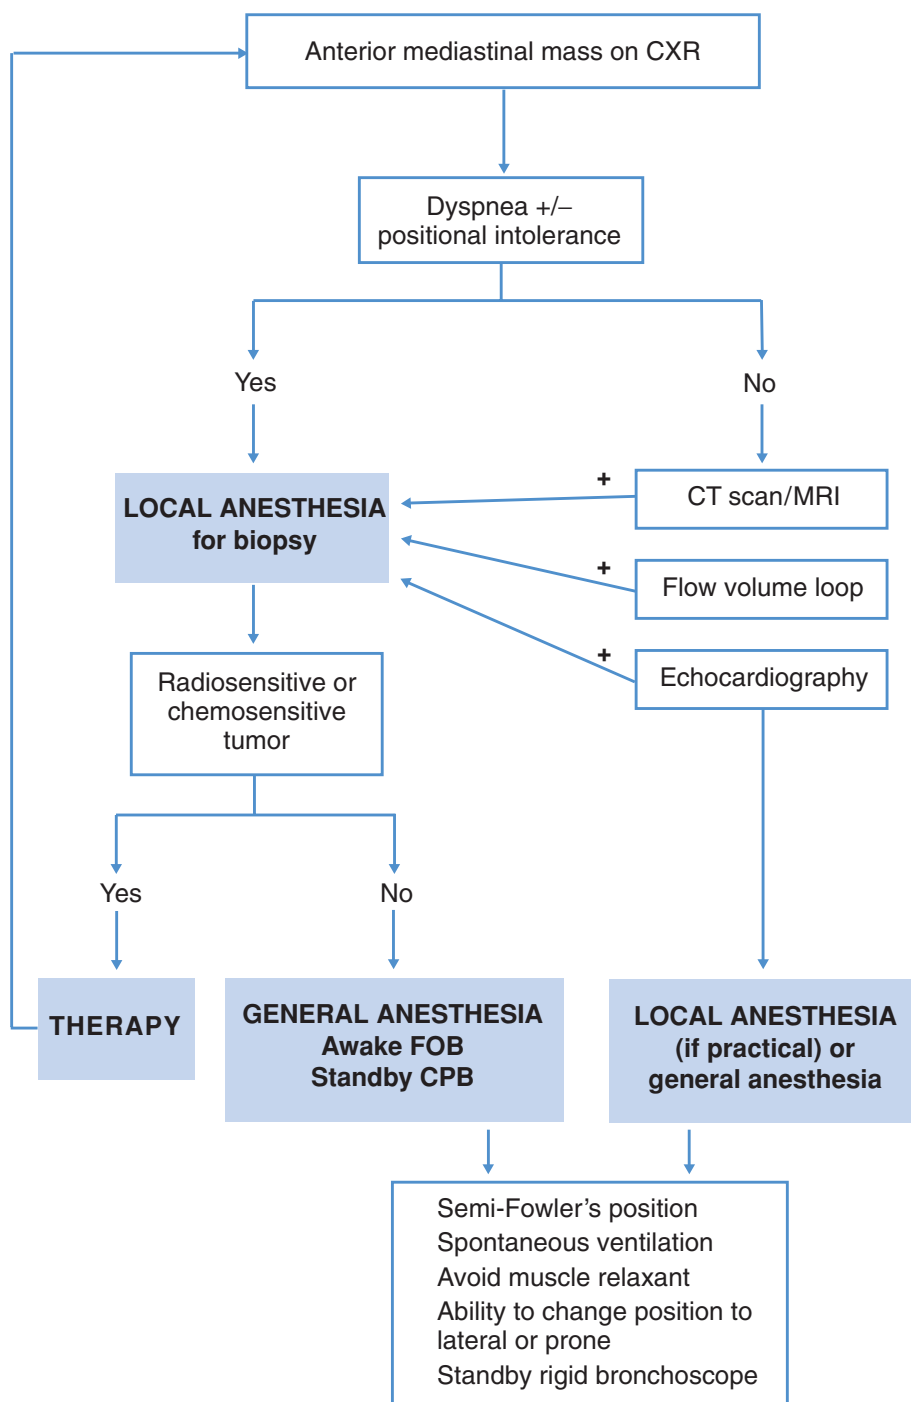 Anterior mediastinal mass on CXR
Dyspnea +/–
positional intolerance
Yes
No
LOCAL ANESTHESIA
for biopsy
+
CT scan/MRI
+
Flow volume loop
+
Echocardiography
Radiosensitive or
chemosensitive
tumor
Yes
No
THERAPY
GENERAL ANESTHESIA
Awake FOB
Standby CPB
LOCAL ANESTHESIA
(if practical) or
general anesthesia
Semi-Fowler’s position
Spontaneous ventilation
Avoid muscle relaxant
Ability to change position to
lateral or prone
Standby rigid bronchoscope